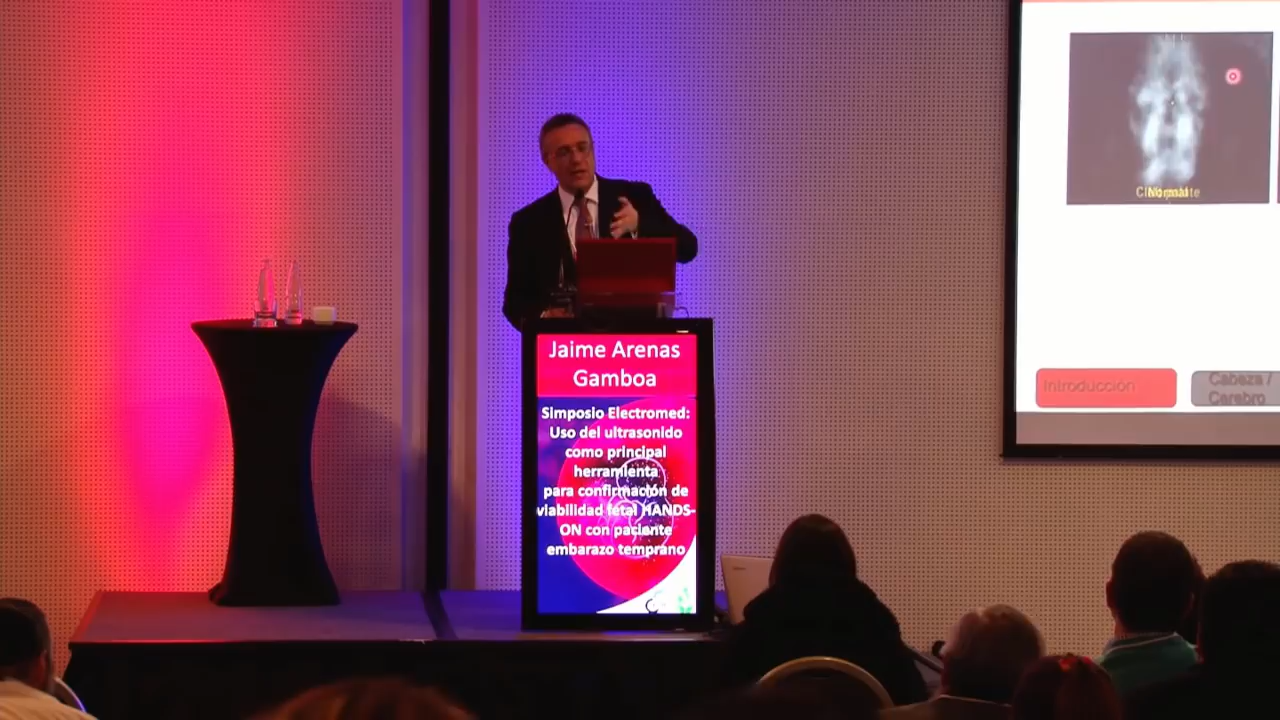 Jaime Arenas
Gamboa
Simposio Electromed:
Uso del ultrasonido
como principal
herramienta
para confirmación de
viabilidad fetal HANDS-
ON con paciente
embarazo temprano
Normal
Introducción
Cabeza /
Cerebro